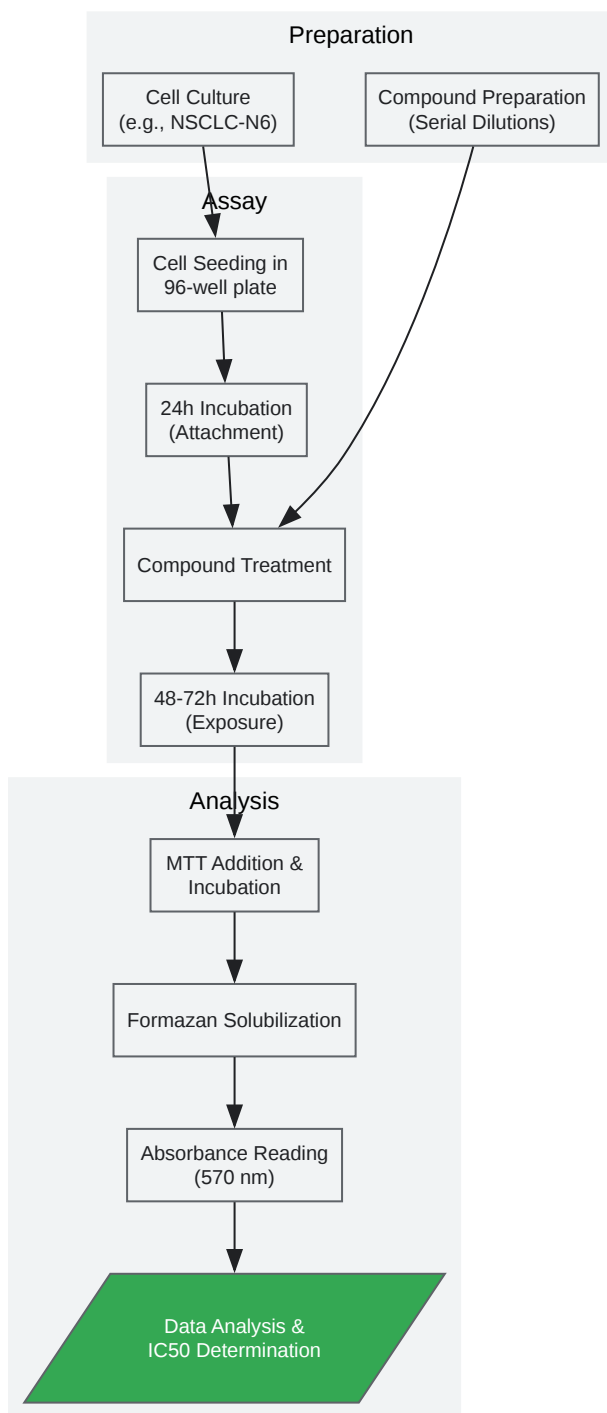 Preparation
Cell Culture
(e.g., NSCLC-N6)
Compound Preparation
(Serial Dilutions)
Assay
Cell Seeding in
96-well plate
24h Incubation
(Attachment)
Compound Treatment
48-72h Incubation
(Exposure)
Analysis
MTT Addition &
Incubation
Formazan Solubilization
Absorbance Reading
(570 nm)
Data Analysis &
IC50 Determination